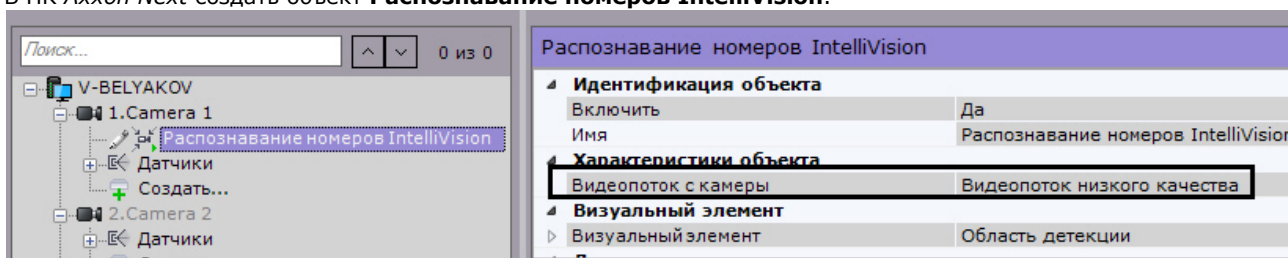 В ПК Axxon Next создать объект Распознавание номеров IntelliVision.
Поиск...
0 из 0
Распознавание номеров IntelliVision
V-BELYAKOV
Идентификация объекта
1.Camera 1
Включить Да
Распознавание номеров IntelliVision
Имя Распознавание номеров IntelliVision
Датчики
Характеристики объекта
Создать...
Видеопоток с камеры Видеопоток низкого качества
2.Camera 2
Визуальный элемент
Датчики
Визуальный элемент Область детекции